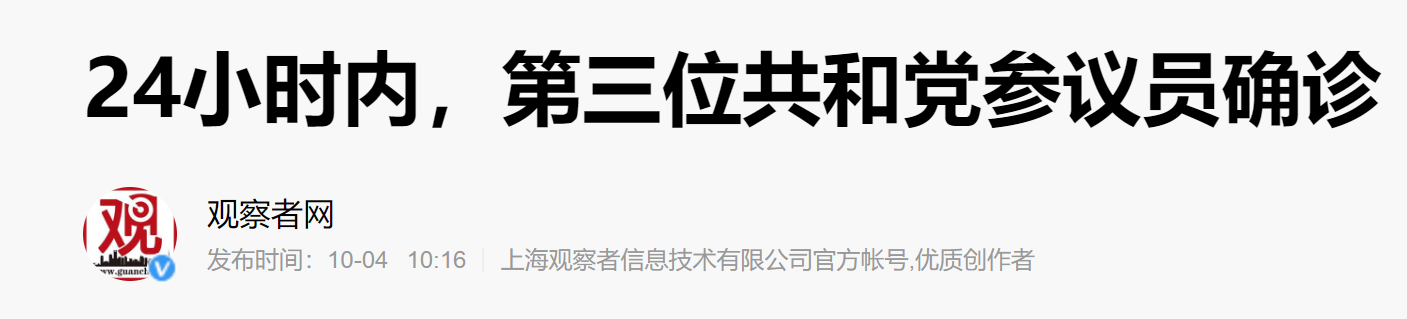 24小时内，第三位共和党参议员确诊
观
观察者网
发布时间：10-04 10:16 上海观察者信息技术有限公司官方帐号,优质创作者